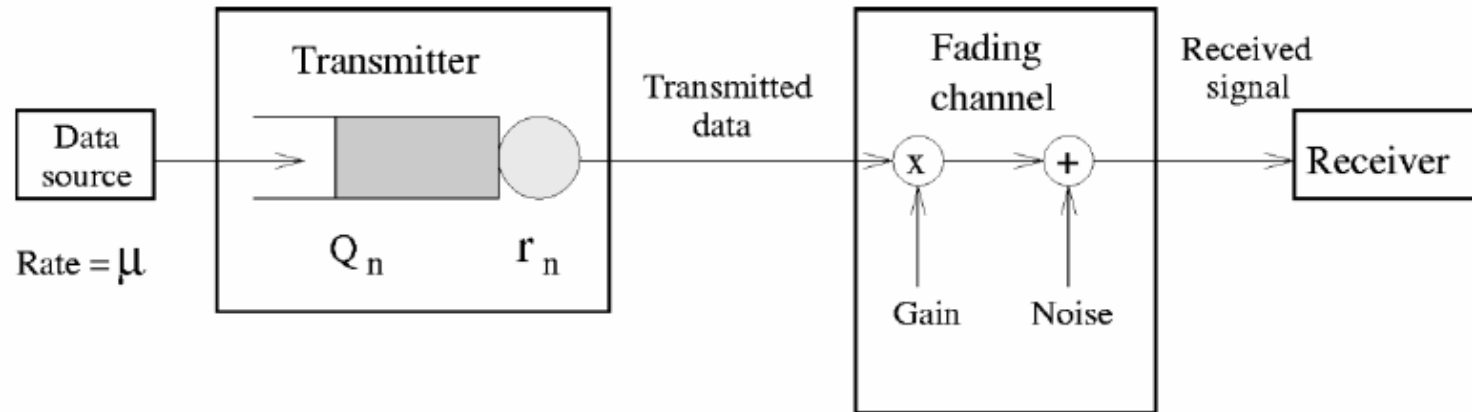 Data
source
Rate = μ
Transmitter
Q n
r n
Transmitted
data
Fading
channel
x
+
Gain
Noise
Received
signal
Receiver